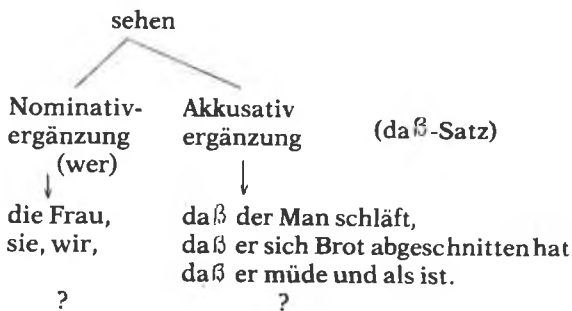 sehen
Nominativ- Akkusativ
ergänzung ergänzung (daß-Satz)
(wer)
die Frau, daß der Man schläft,
sie, wir, daß er sich Brot abgeschnitten hat
daß er müde und als ist.
? ?